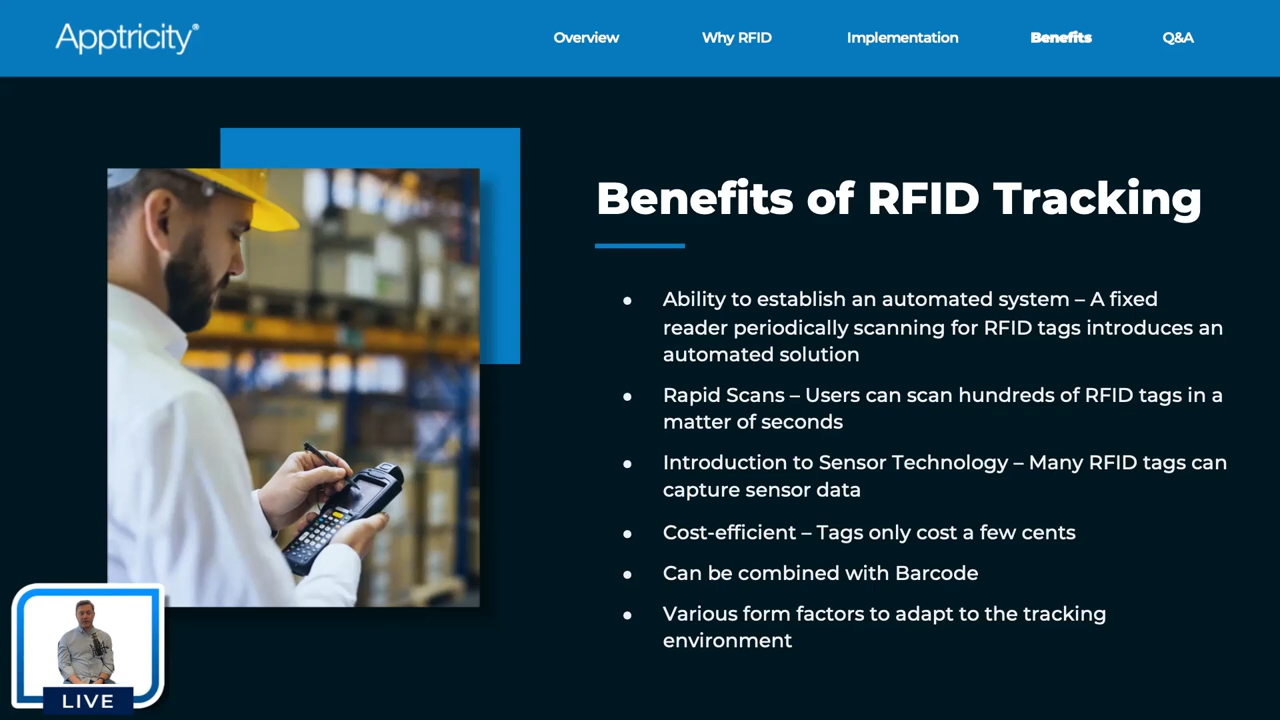 Apptricity®
Overview
Why RFID
Implementation
Benefits
Q&A
Benefits of RFID Tracking
● Ability to establish an automated system – A fixed
reader periodically scanning for RFID tags introduces an
automated solution
● Rapid Scans – Users can scan hundreds of RFID tags in a
matter of seconds
● Introduction to Sensor Technology – Many RFID tags can
capture sensor data
● Cost-efficient – Tags only cost a few cents
● Can be combined with Barcode
● Various form factors to adapt to the tracking
environment
LIVE